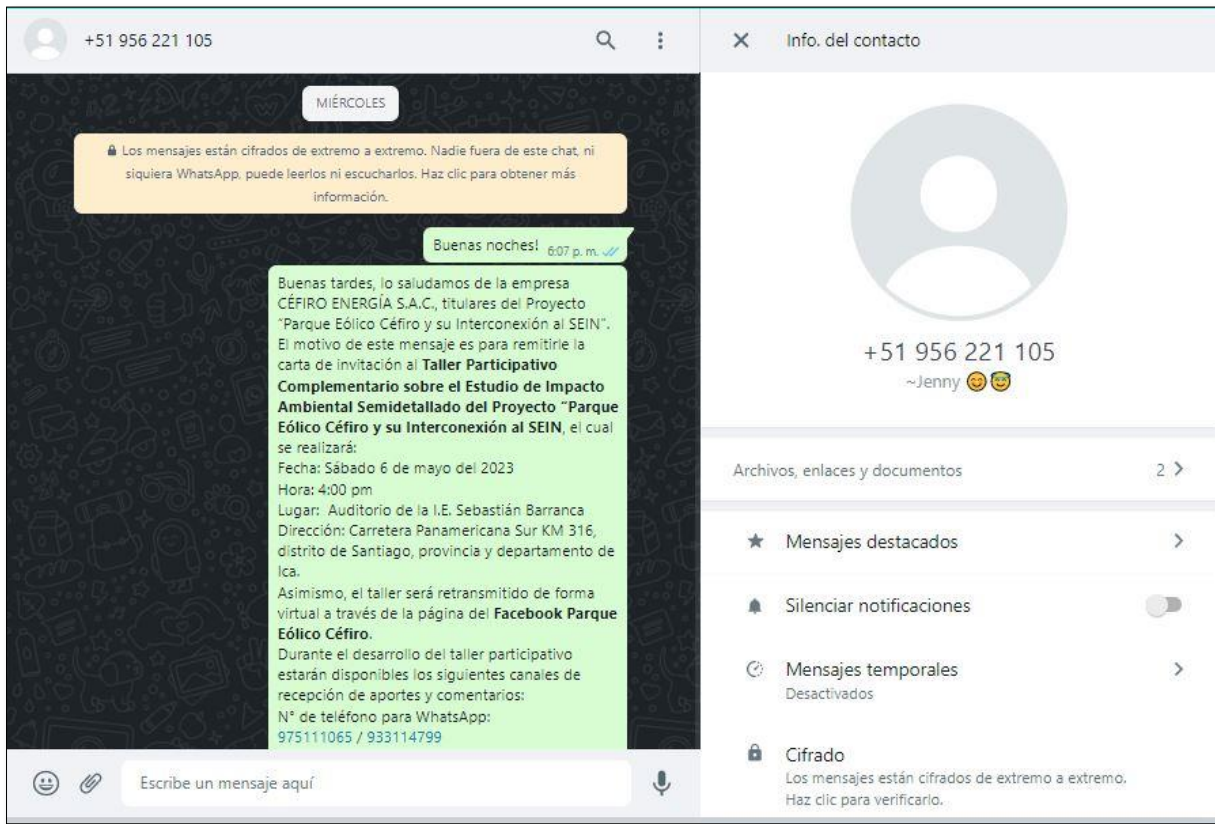 +51 956 221 105
MIÉRCOLES
Los mensajes están cifrados de extremo a extremo. Nadie fuera de este chat, ni
siquiera WhatsApp, puede leerlos ni escucharlos. Haz clic para obtener más
información.
Buenas noches! 6:07 p. m.
Buenas tardes, lo saludamos de la empresa
CÉFIRO ENERGÍA S.A.C., titulares del Proyecto
"Parque Eólico Céfiro y su Interconexión al SEIN".
El motivo de este mensaje es para remitirle la
carta de invitación al Taller Participativo
Complementario sobre el Estudio de Impacto
Ambiental Semidetallado del Proyecto "Parque
Eólico Céfiro y su Interconexión al SEIN, el cual
se realizará:
Fecha: Sábado 6 de mayo del 2023
Hora: 4:00 pm
Lugar: Auditorio de la I.E. Sebastián Barranca
Dirección: Carretera Panamericana Sur KM 316,
distrito de Santiago, provincia y departamento de
Ica.
Asimismo, el taller será retransmitido de forma
virtual a través de la página del Facebook Parque
Eólico Céfiro.
Durante el desarrollo del taller participativo
estarán disponibles los siguientes canales de
recepción de aportes y comentarios:
N° de teléfono para WhatsApp:
975111065 / 933114799
Escribe un mensaje aquí
Info. del contacto
+51 956 221 105
~Jenny 😊😇
Archivos, enlaces y documentos 2
Mensajes destacados
Silenciar notificaciones
Mensajes temporales
Desactivados
Cifrado
Los mensajes están cifrados de extremo a extremo.
Haz clic para verificarlo.